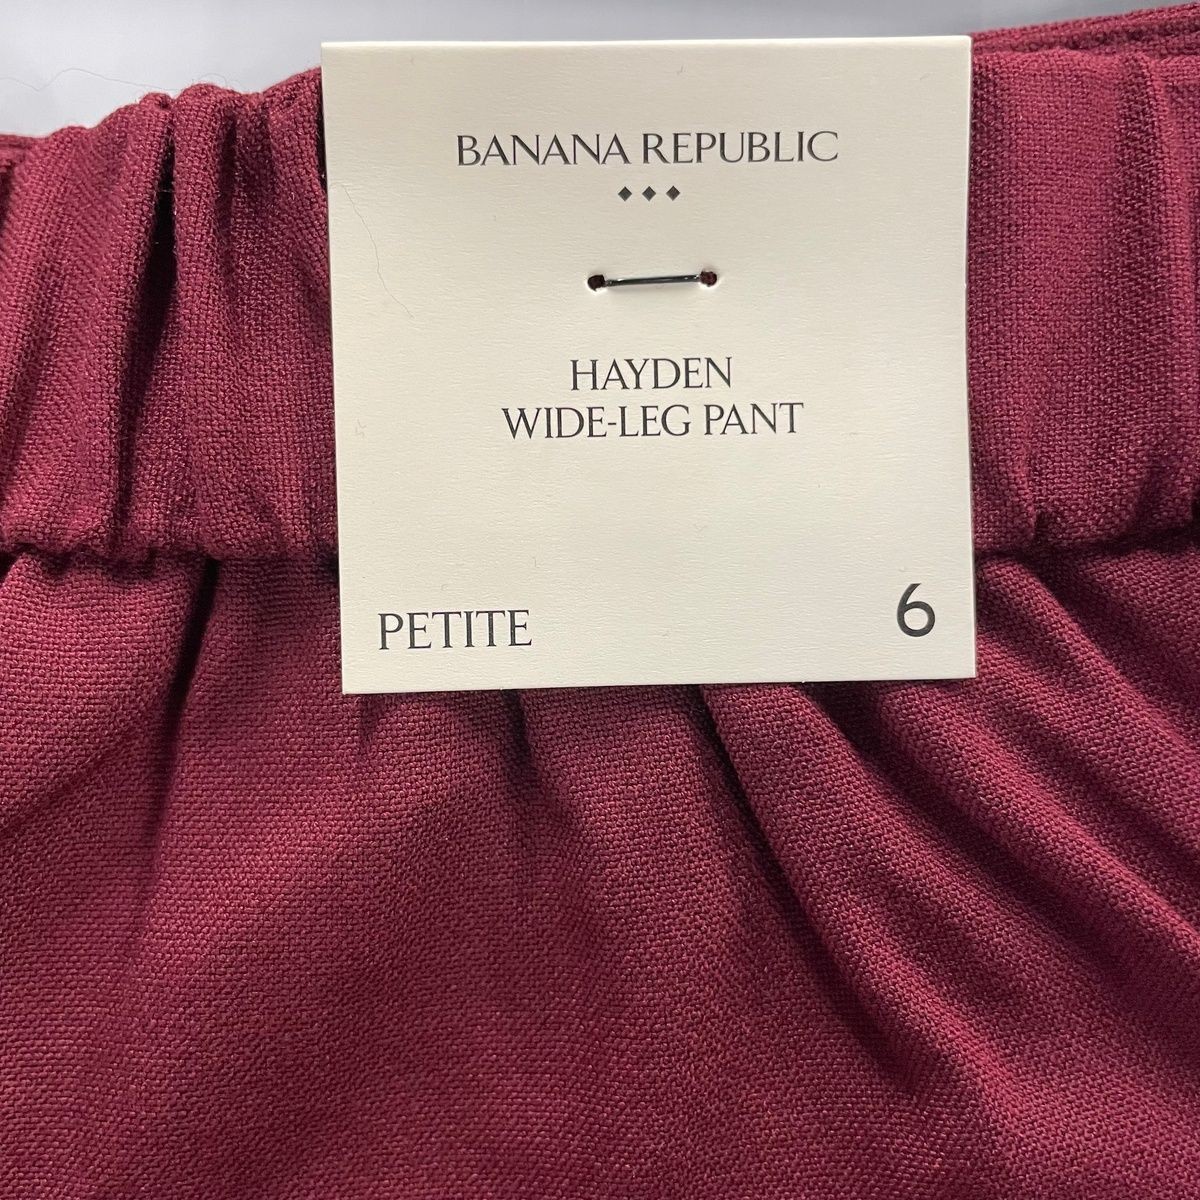 BANANA REPUBLIC
HAYDEN
WIDE-LEG PANT
PETITE 6